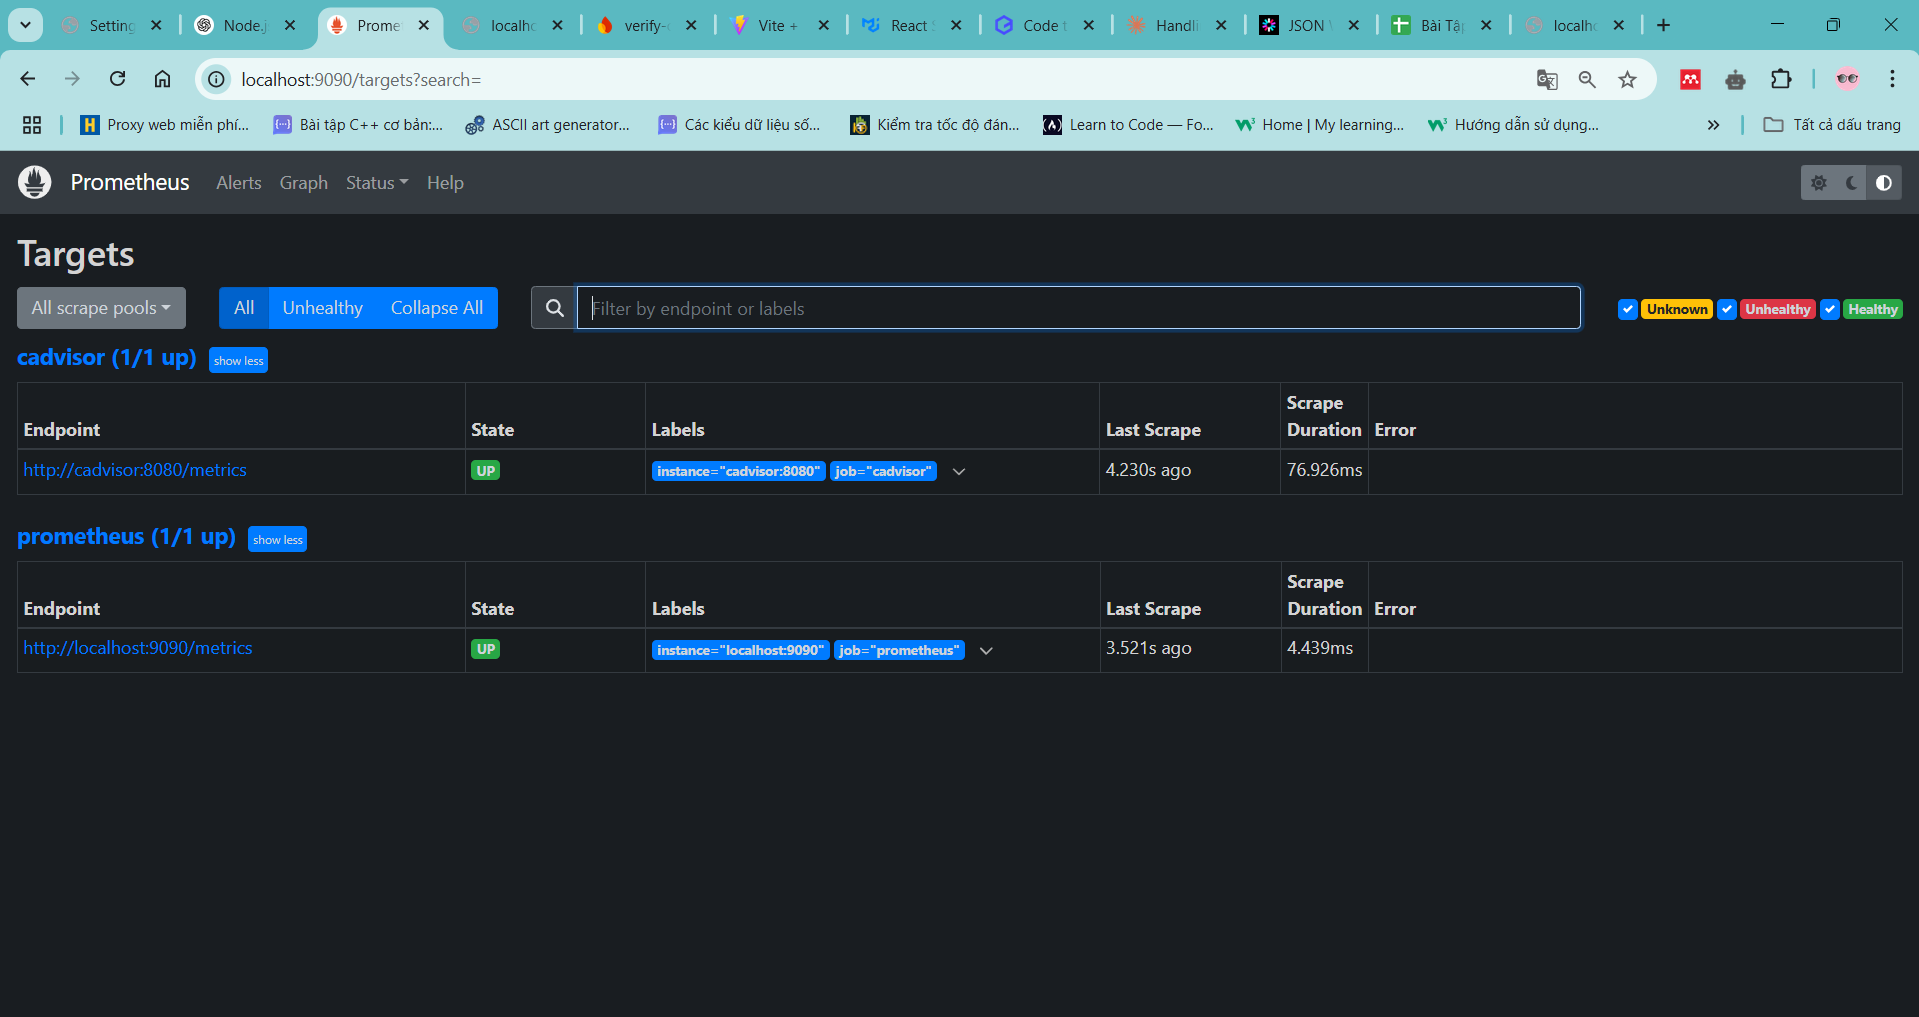 Setting
Node.j
Prome
localho
verify-
Vite +
React S
Code t
Handli
JSON W
Bài Tập
localho
localhost:9090/targets?search=
Proxy web miễn phí...
Bài tập C++ cơ bản:...
ASCII art generator...
Các kiểu dữ liệu số...
Kiểm tra tốc độ đán...
Learn to Code — Fo...
Home | My learning...
Hướng dẫn sử dụng...
Tất cả dấu trang
Prometheus
Alerts
Graph
Status
Help
Targets
All scrape pools
All
Unhealthy
Collapse All
Filter by endpoint or labels
Unknown
Unhealthy
Healthy
cadvisor (1/1 up)
show less
Endpoint
State
Labels
Last Scrape
Scrape
Duration
Error
http://cadvisor:8080/metrics
UP
instance="cadvisor:8080"
job="cadvisor"
4.230s ago
76.926ms
prometheus (1/1 up)
show less
Endpoint
State
Labels
Last Scrape
Scrape
Duration
Error
http://localhost:9090/metrics
UP
instance="localhost:9090"
job="prometheus"
3.521s ago
4.439ms